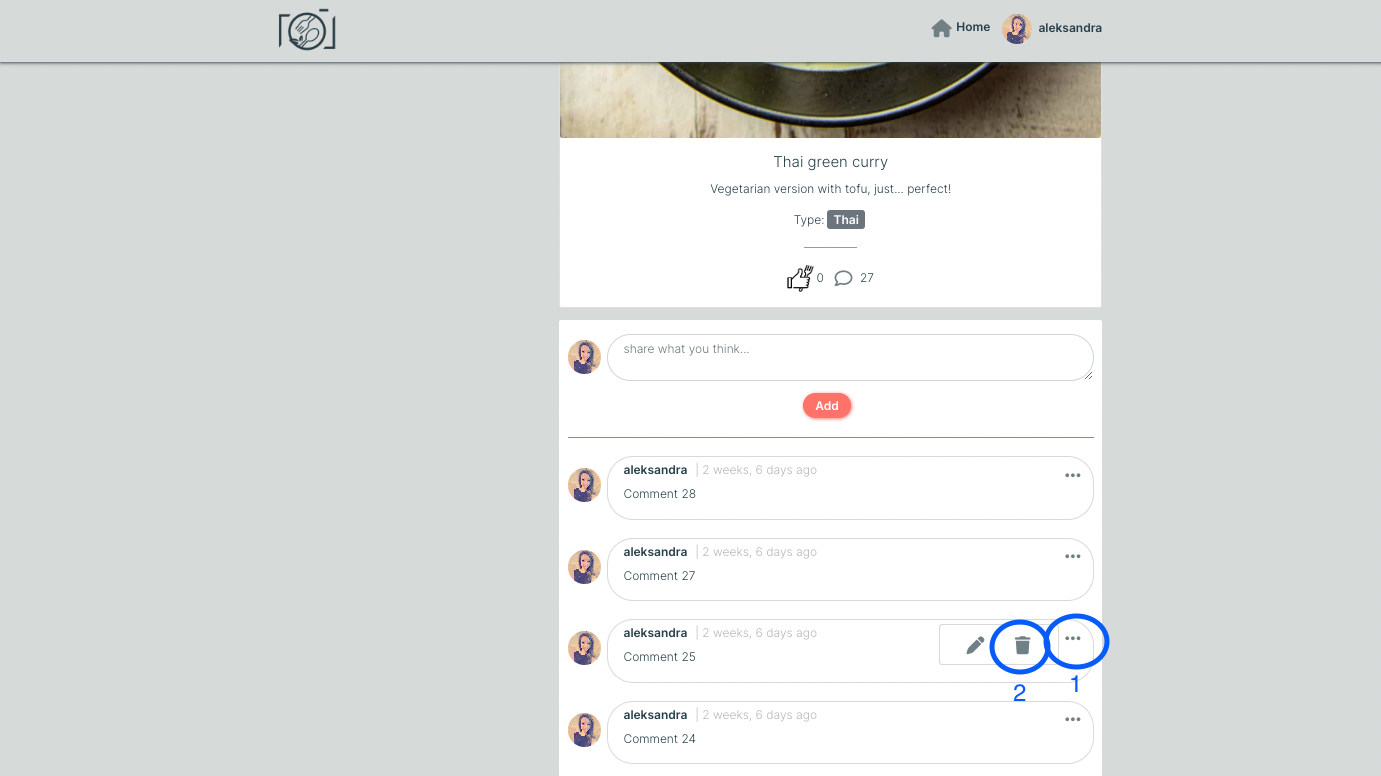 Home aleksandra
Thai green curry
Vegetarian version with tofu, just... perfect!
Type: Thai
0 27
share what you think...
Add
aleksandra | 2 weeks, 6 days ago
Comment 28
aleksandra | 2 weeks, 6 days ago
Comment 27
aleksandra | 2 weeks, 6 days ago
Comment 25
2 1
aleksandra | 2 weeks, 6 days ago
Comment 24